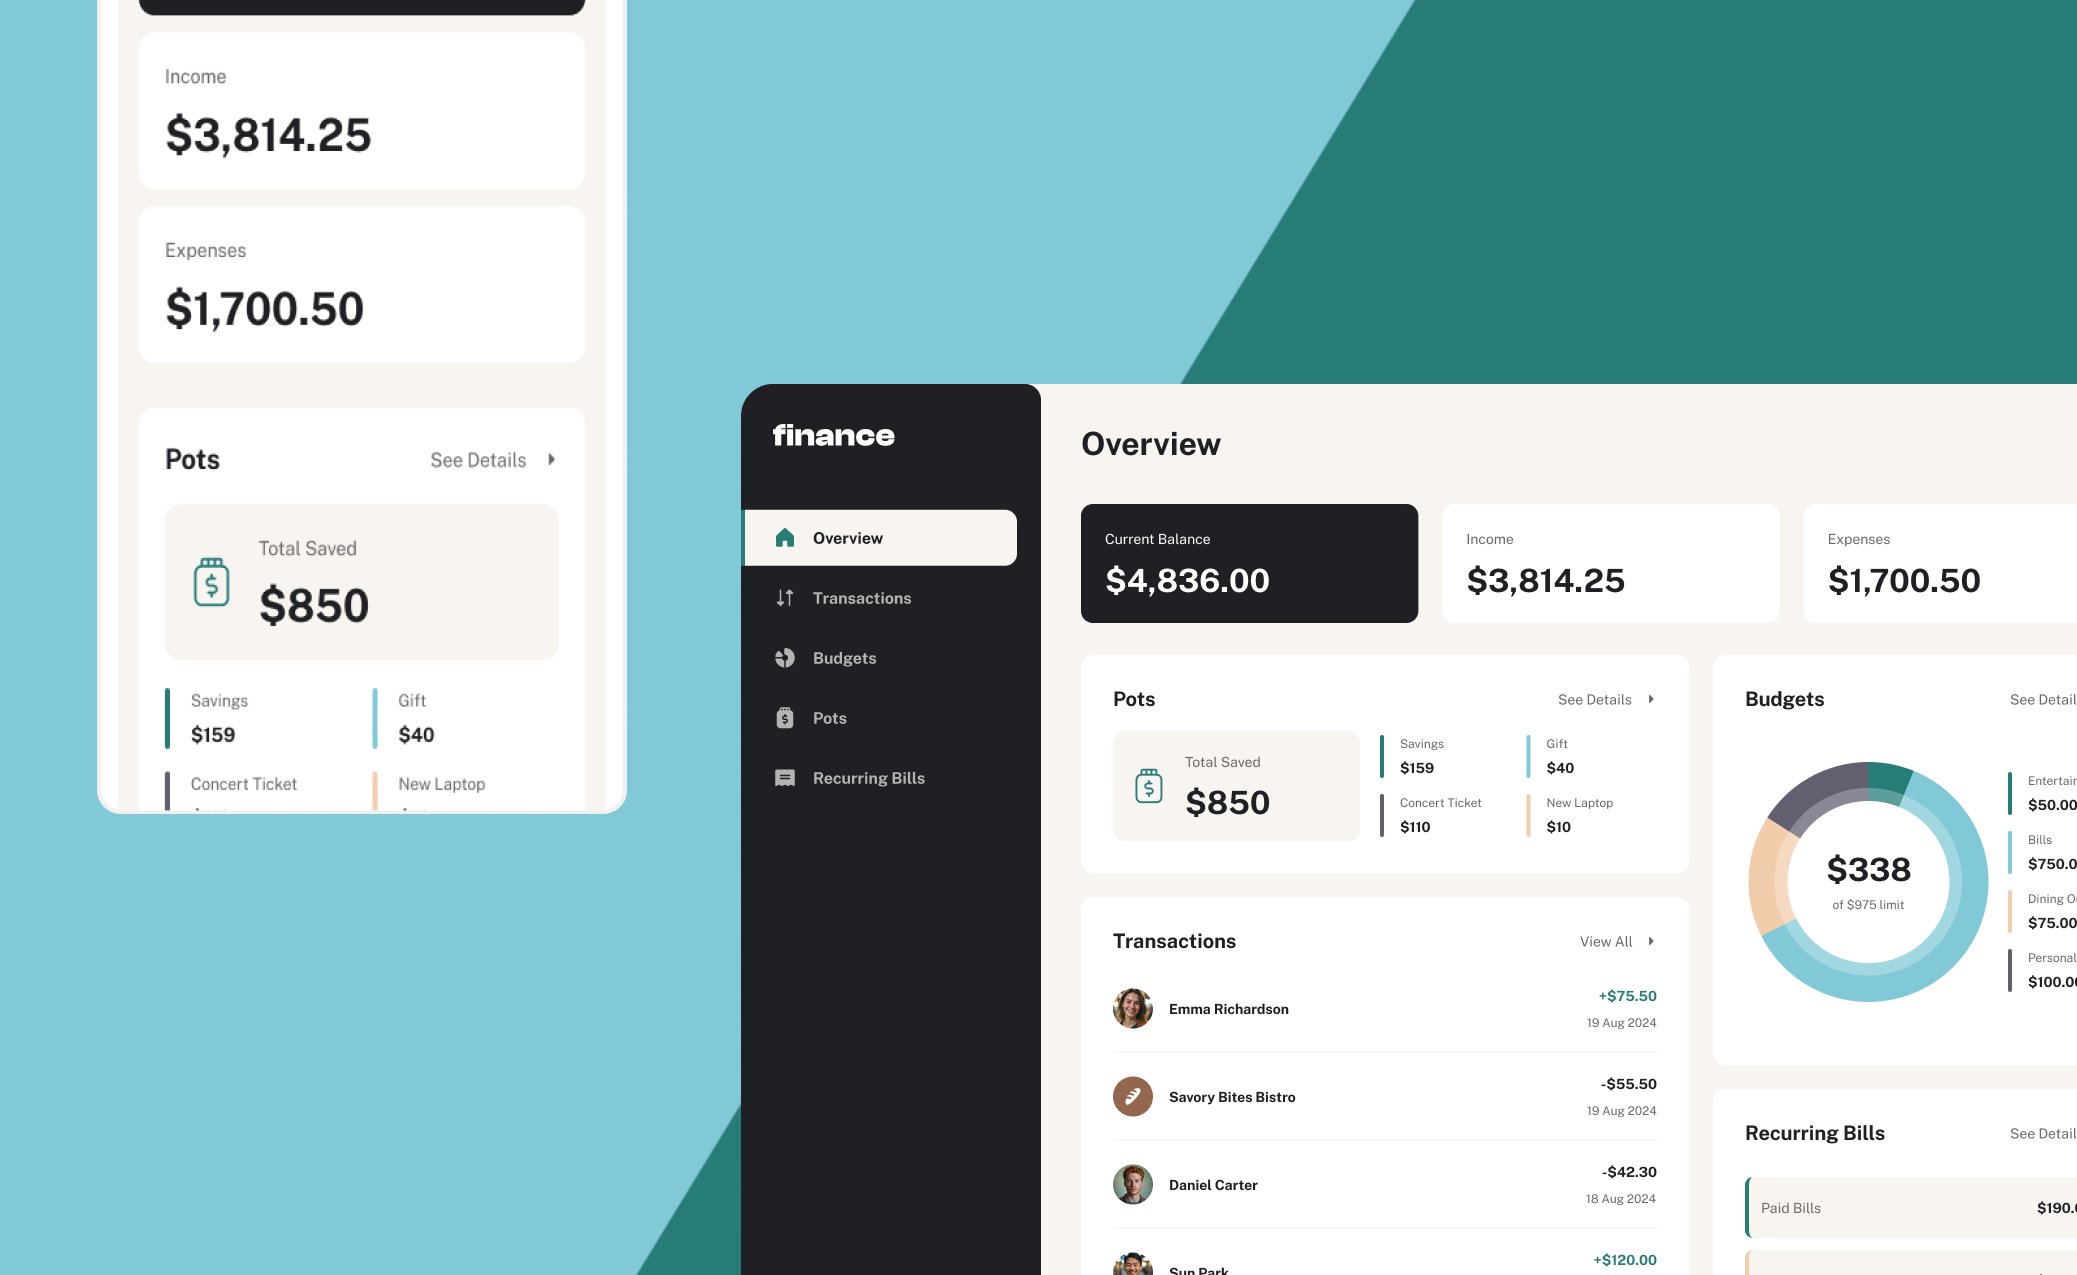 Income
$3,814.25
Expenses
$1,700.50
Pots
See Details
Total Saved
$850
Savings
$159
Gift
$40
Concert Ticket
New Laptop
finance
Overview
Transactions
Budgets
Pots
Recurring Bills
Overview
Current Balance
$4,836.00
Income
$3,814.25
Expenses
$1,700.50
Pots
See Details
Total Saved
$850
Savings
$159
Gift
$40
Concert Ticket
$110
New Laptop
$10
Transactions
View All
Emma Richardson
+$75.50
19 Aug 2024
Savory Bites Bistro
-$55.50
19 Aug 2024
Daniel Carter
-$42.30
18 Aug 2024
Sun Park
+$120.00
Budgets
See Detail
$338
of $975 limit
Entertain
$50.00
Bills
$750.0
Dining
$75.00
Personal
$100.0
Recurring Bills
See Detail
Paid Bills
$190.